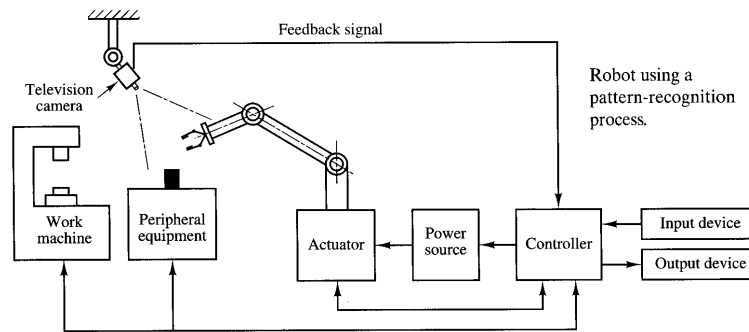 Feedback signal
Television
camera
Robot using a
pattern-recognition
process.
Work
machine
Peripheral
equipment
Actuator
Power
source
Controller
Input device
Output device